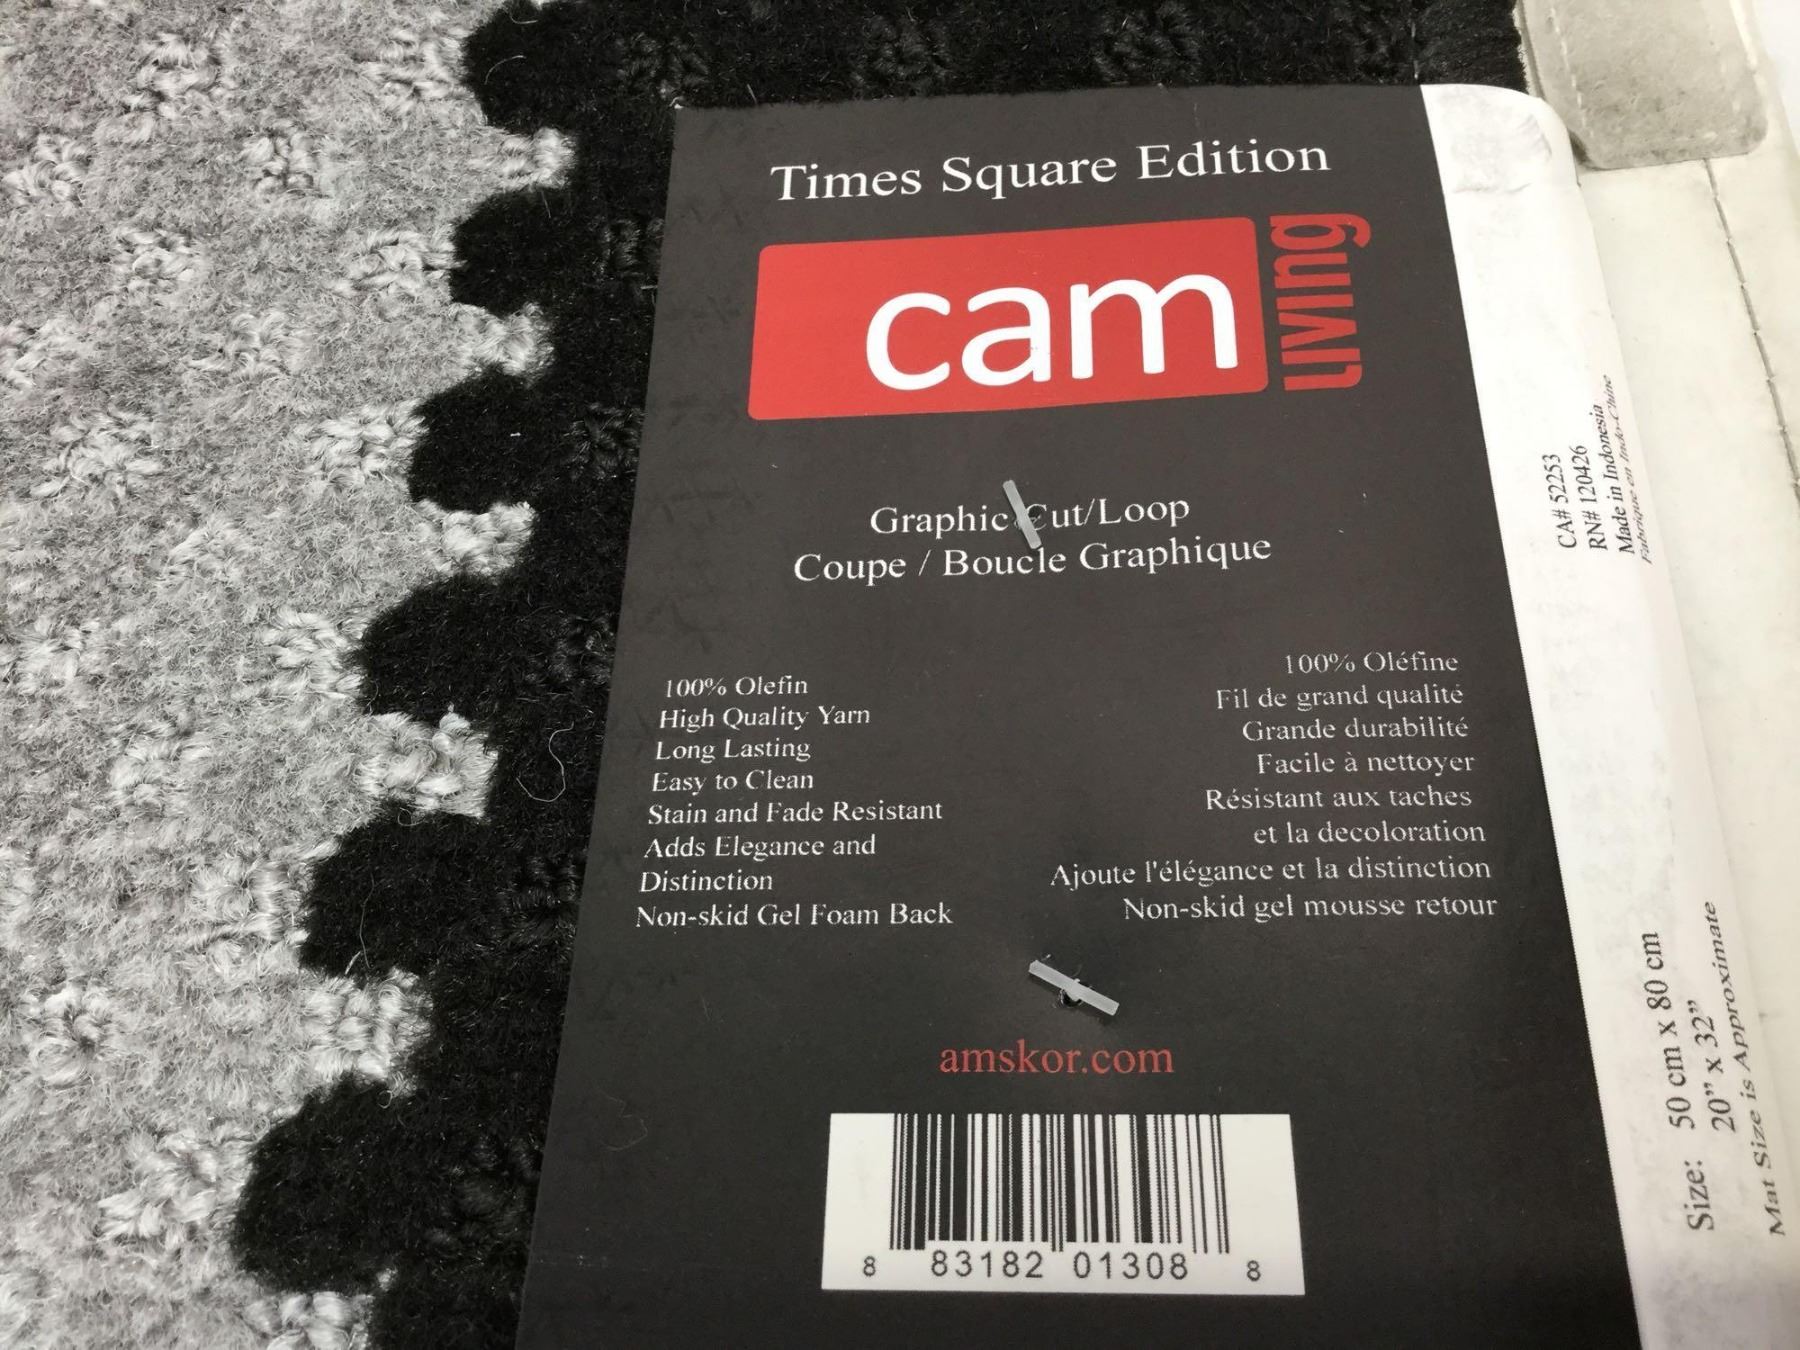 Times Square Edition
cam
LIVING
Graphic Cut/Loop
Coupe / Boucle Graphique
100% Olefin
High Quality Yarn
Long Lasting
Easy to Clean
Stain and Fade Resistant
Adds Elegance and
Distinction
Non-skid Gel Foam Back
100% Oléfine
Fil de grand qualité
Grande durabilité
Facile à nettoyer
Résistant aux taches
et la decoloration
Ajoute l'élégance et la distinction
Non-skid gel mousse retour
amskor.com
8 83182 01308 8
CA# 52253
RN# 120426
Made in Indonesia
Fabrique en Indo-Chine
Size: 50 cm x 80 cm
20” x 32”
Mat Size is Approximate